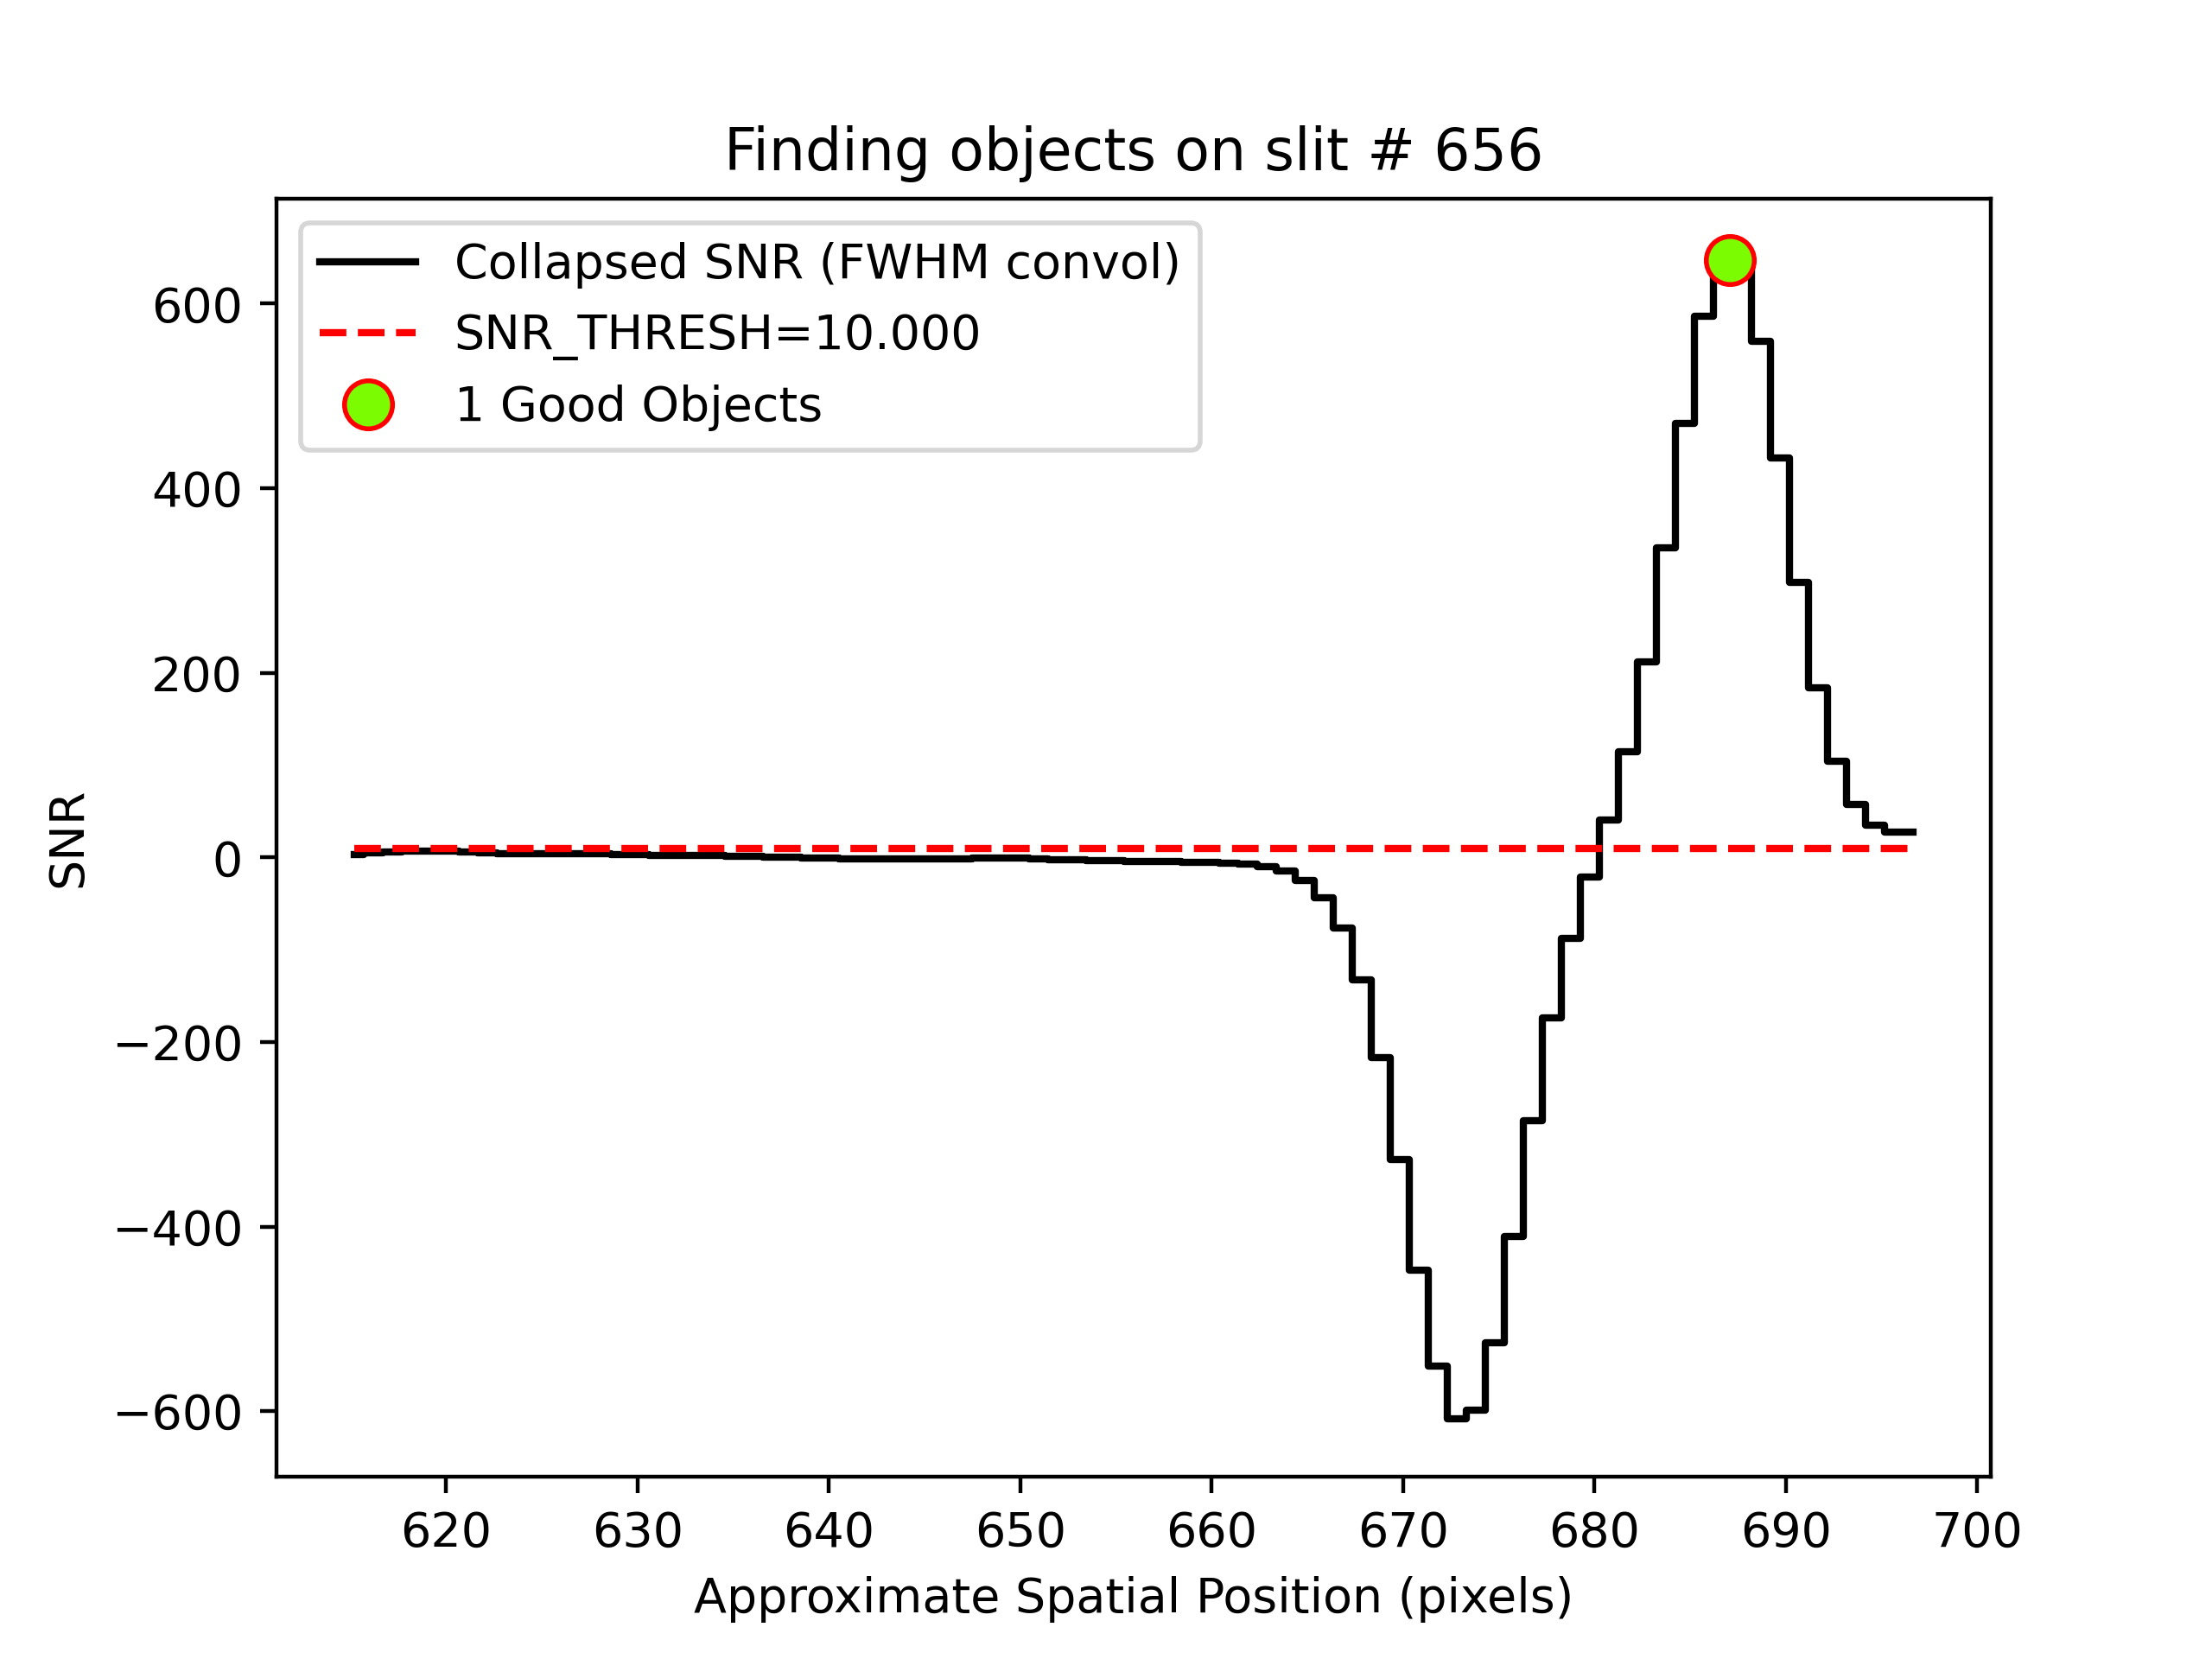 Finding objects on slit # 656
Collapsed SNR (FWHM convol)
SNR_THRESH=10.000
1 Good Objects
600
400
200
0
−200
−400
−600
SNR
620 630 640 650 660 670 680 690 700
Approximate Spatial Position (pixels)